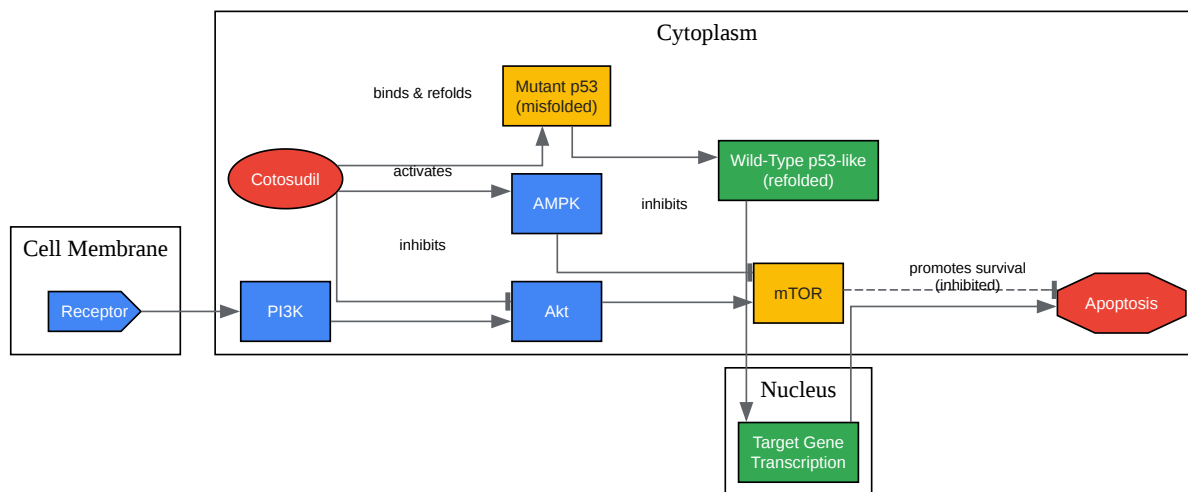 Cytoplasm
Mutant p53
(misfolded)
binds & refolds
Wild-Type p53-like
(refolded)
Cotosudil
activates
AMPK
inhibits
Cell Membrane
inhibits
promotes survival
(inhibited)
mTOR
Receptor
PI3K
Akt
Apoptosis
Nucleus
Target Gene
Transcription